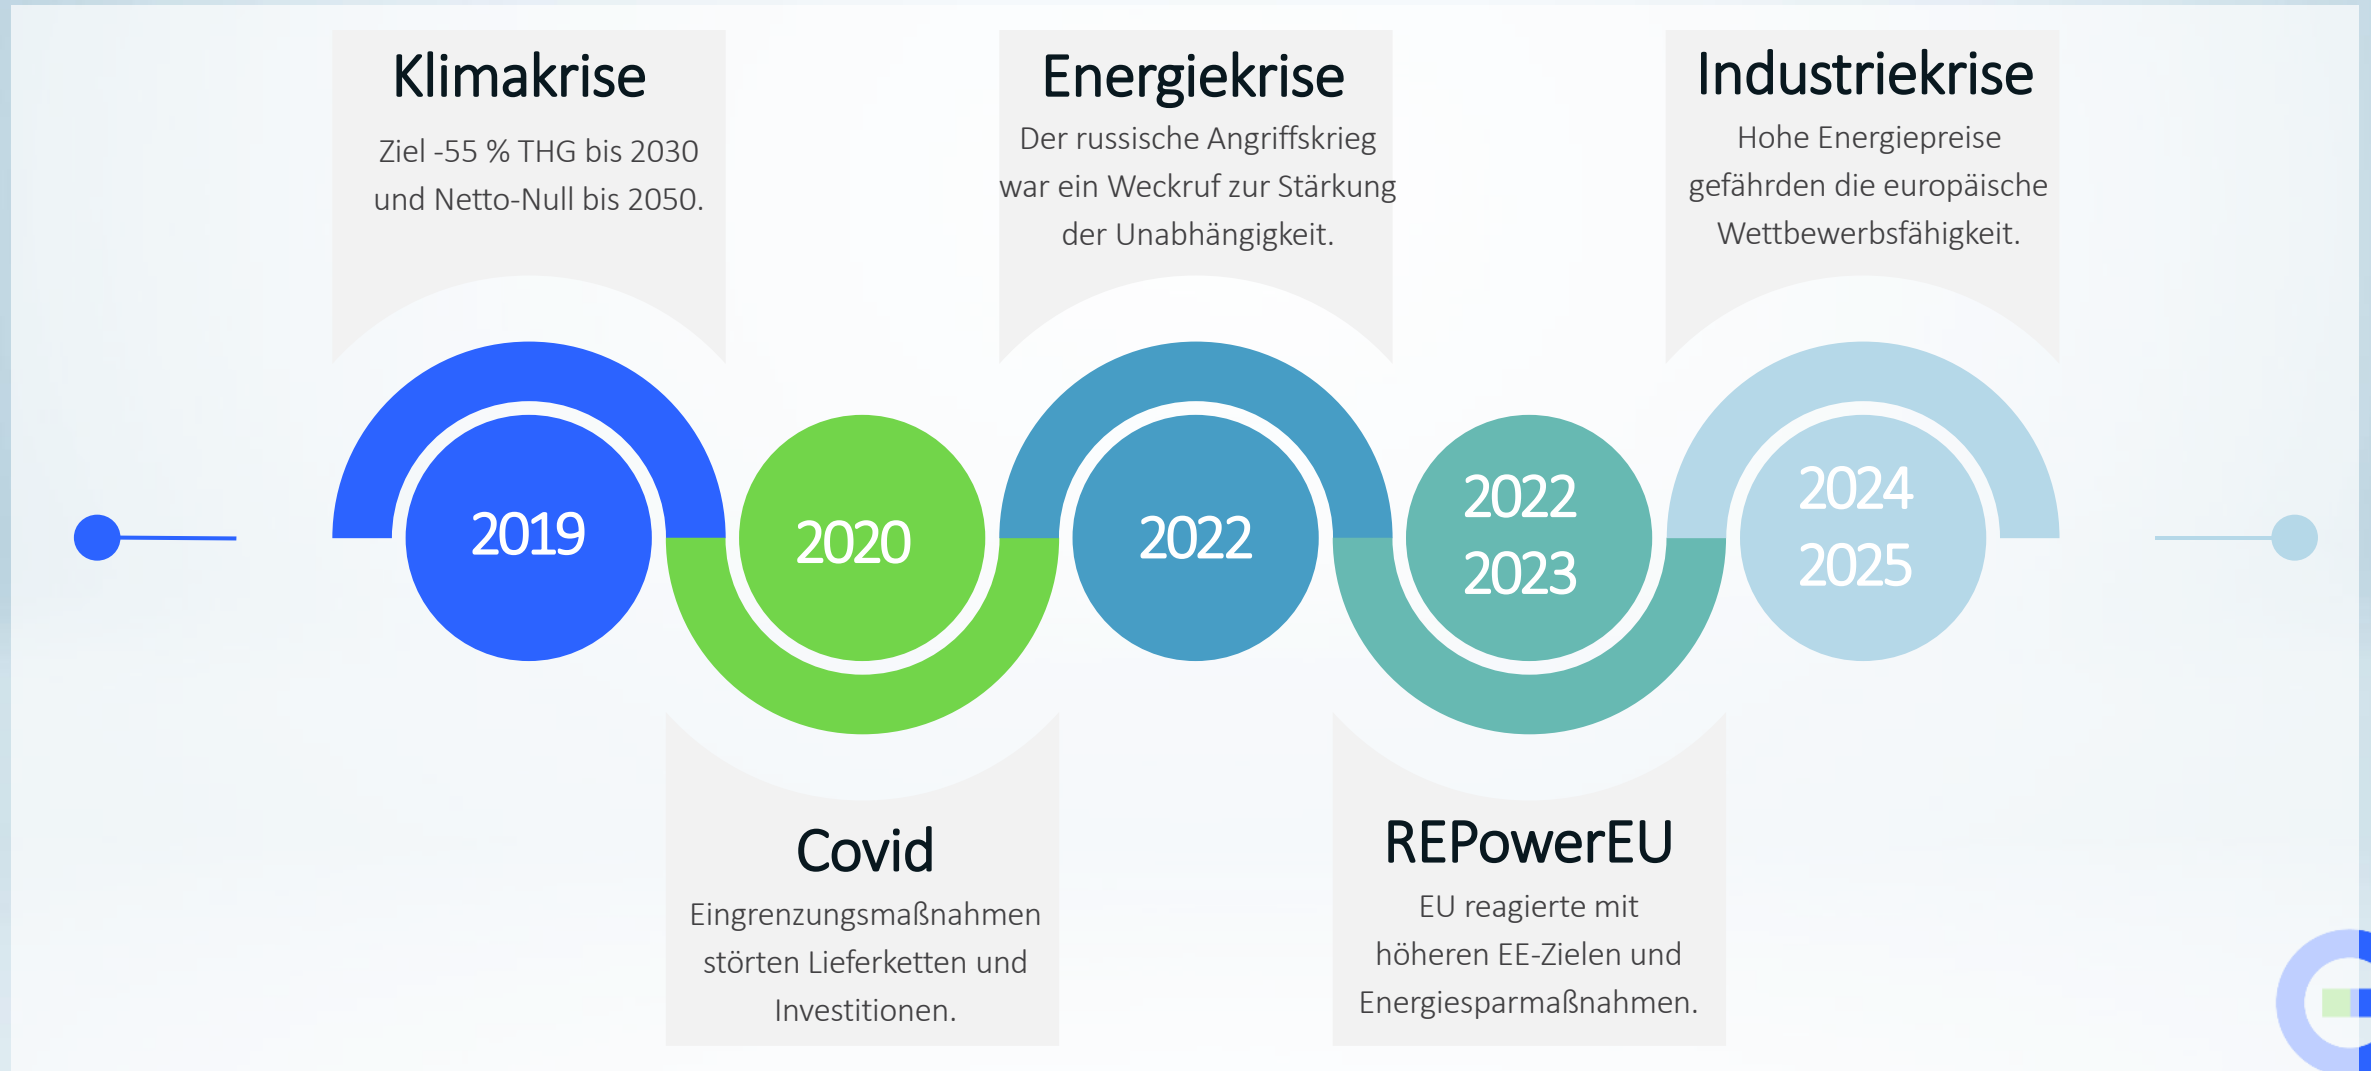 Klimakrise
Ziel -55 % THG bis 2030
und Netto-Null bis 2050.
2019
2020
Covid
Eingrenzungsmaßnahmen
störten Lieferketten und
Investitionen.
Energiekrise
Der russische Angriffskrieg
war ein Weckruf zur Stärkung
der Unabhängigkeit.
2022
2022
2023
REPowerEU
EU reagierte mit
höheren EE-Zielen und
Energiesparmaßnahmen.
Industriekrise
Hohe Energiepreise
gefährden die europäische
Wettbewerbsfähigkeit.
2024
2025